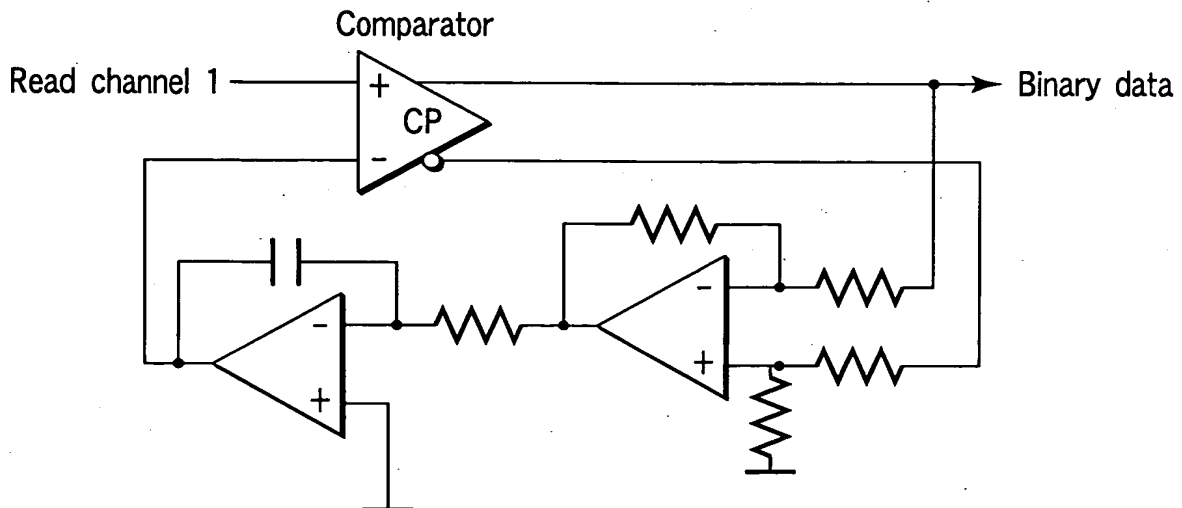 Comparator
Read channel 1
+
CP
-
Binary data
-
+
-
+